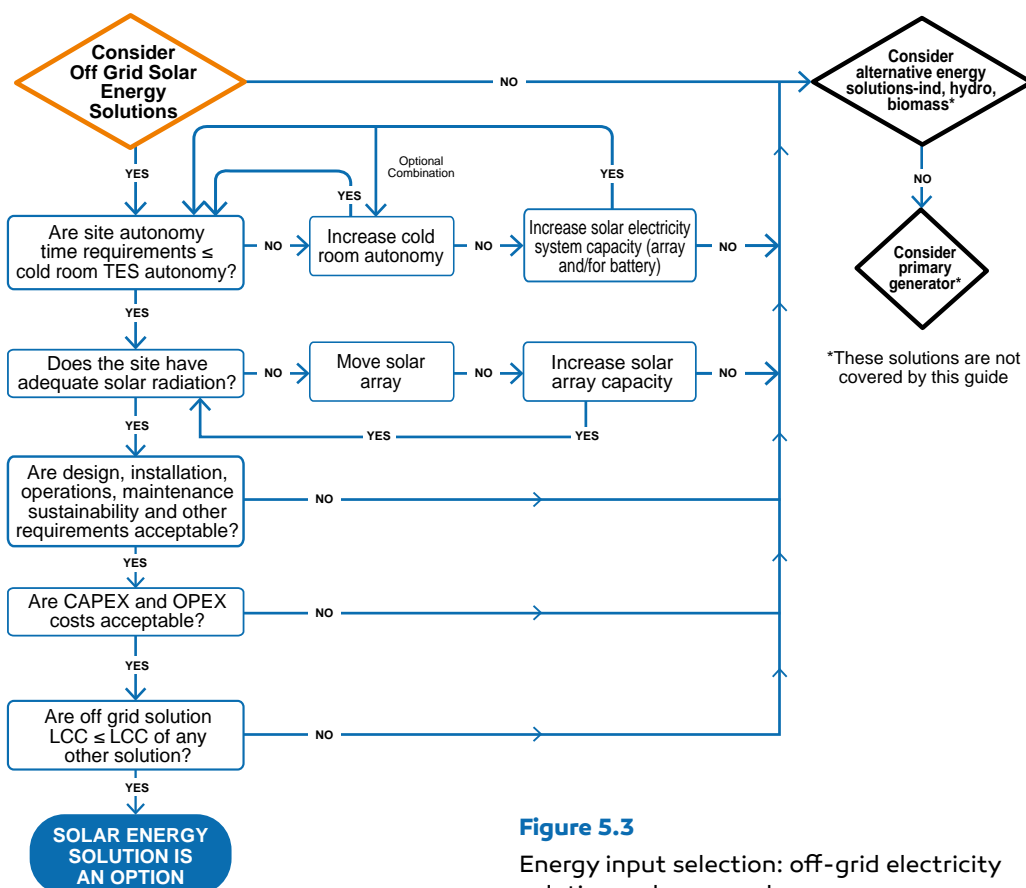 Consider
Off Grid Solar
Energy
Solutions
NO
Consider
alternative energy
solutions-ind, hydro,
biomass*
YES
Optional
Combination
YES
YES
NO
Are site autonomy
time requirements ≤
cold room TES autonomy?
NO
Increase cold
room autonomy
NO
Increase solar electricity
system capacity (array
and/for battery)
NO
Consider
primary
generator*
YES
Does the site have
adequate solar radiation?
NO
Move solar
array
NO
Increase solar
array capacity
NO
*These solutions are not
covered by this guide
YES
YES
YES
Are design, installation,
operations, maintenance
sustainability and other
requirements acceptable?
NO
YES
Are CAPEX and OPEX
costs acceptable?
NO
YES
Are off grid solution
LCC ≤ LCC of any
other solution?
NO
YES
SOLAR ENERGY
SOLUTION IS
AN OPTION
Figure 5.3
Energy input selection: off-grid electricity